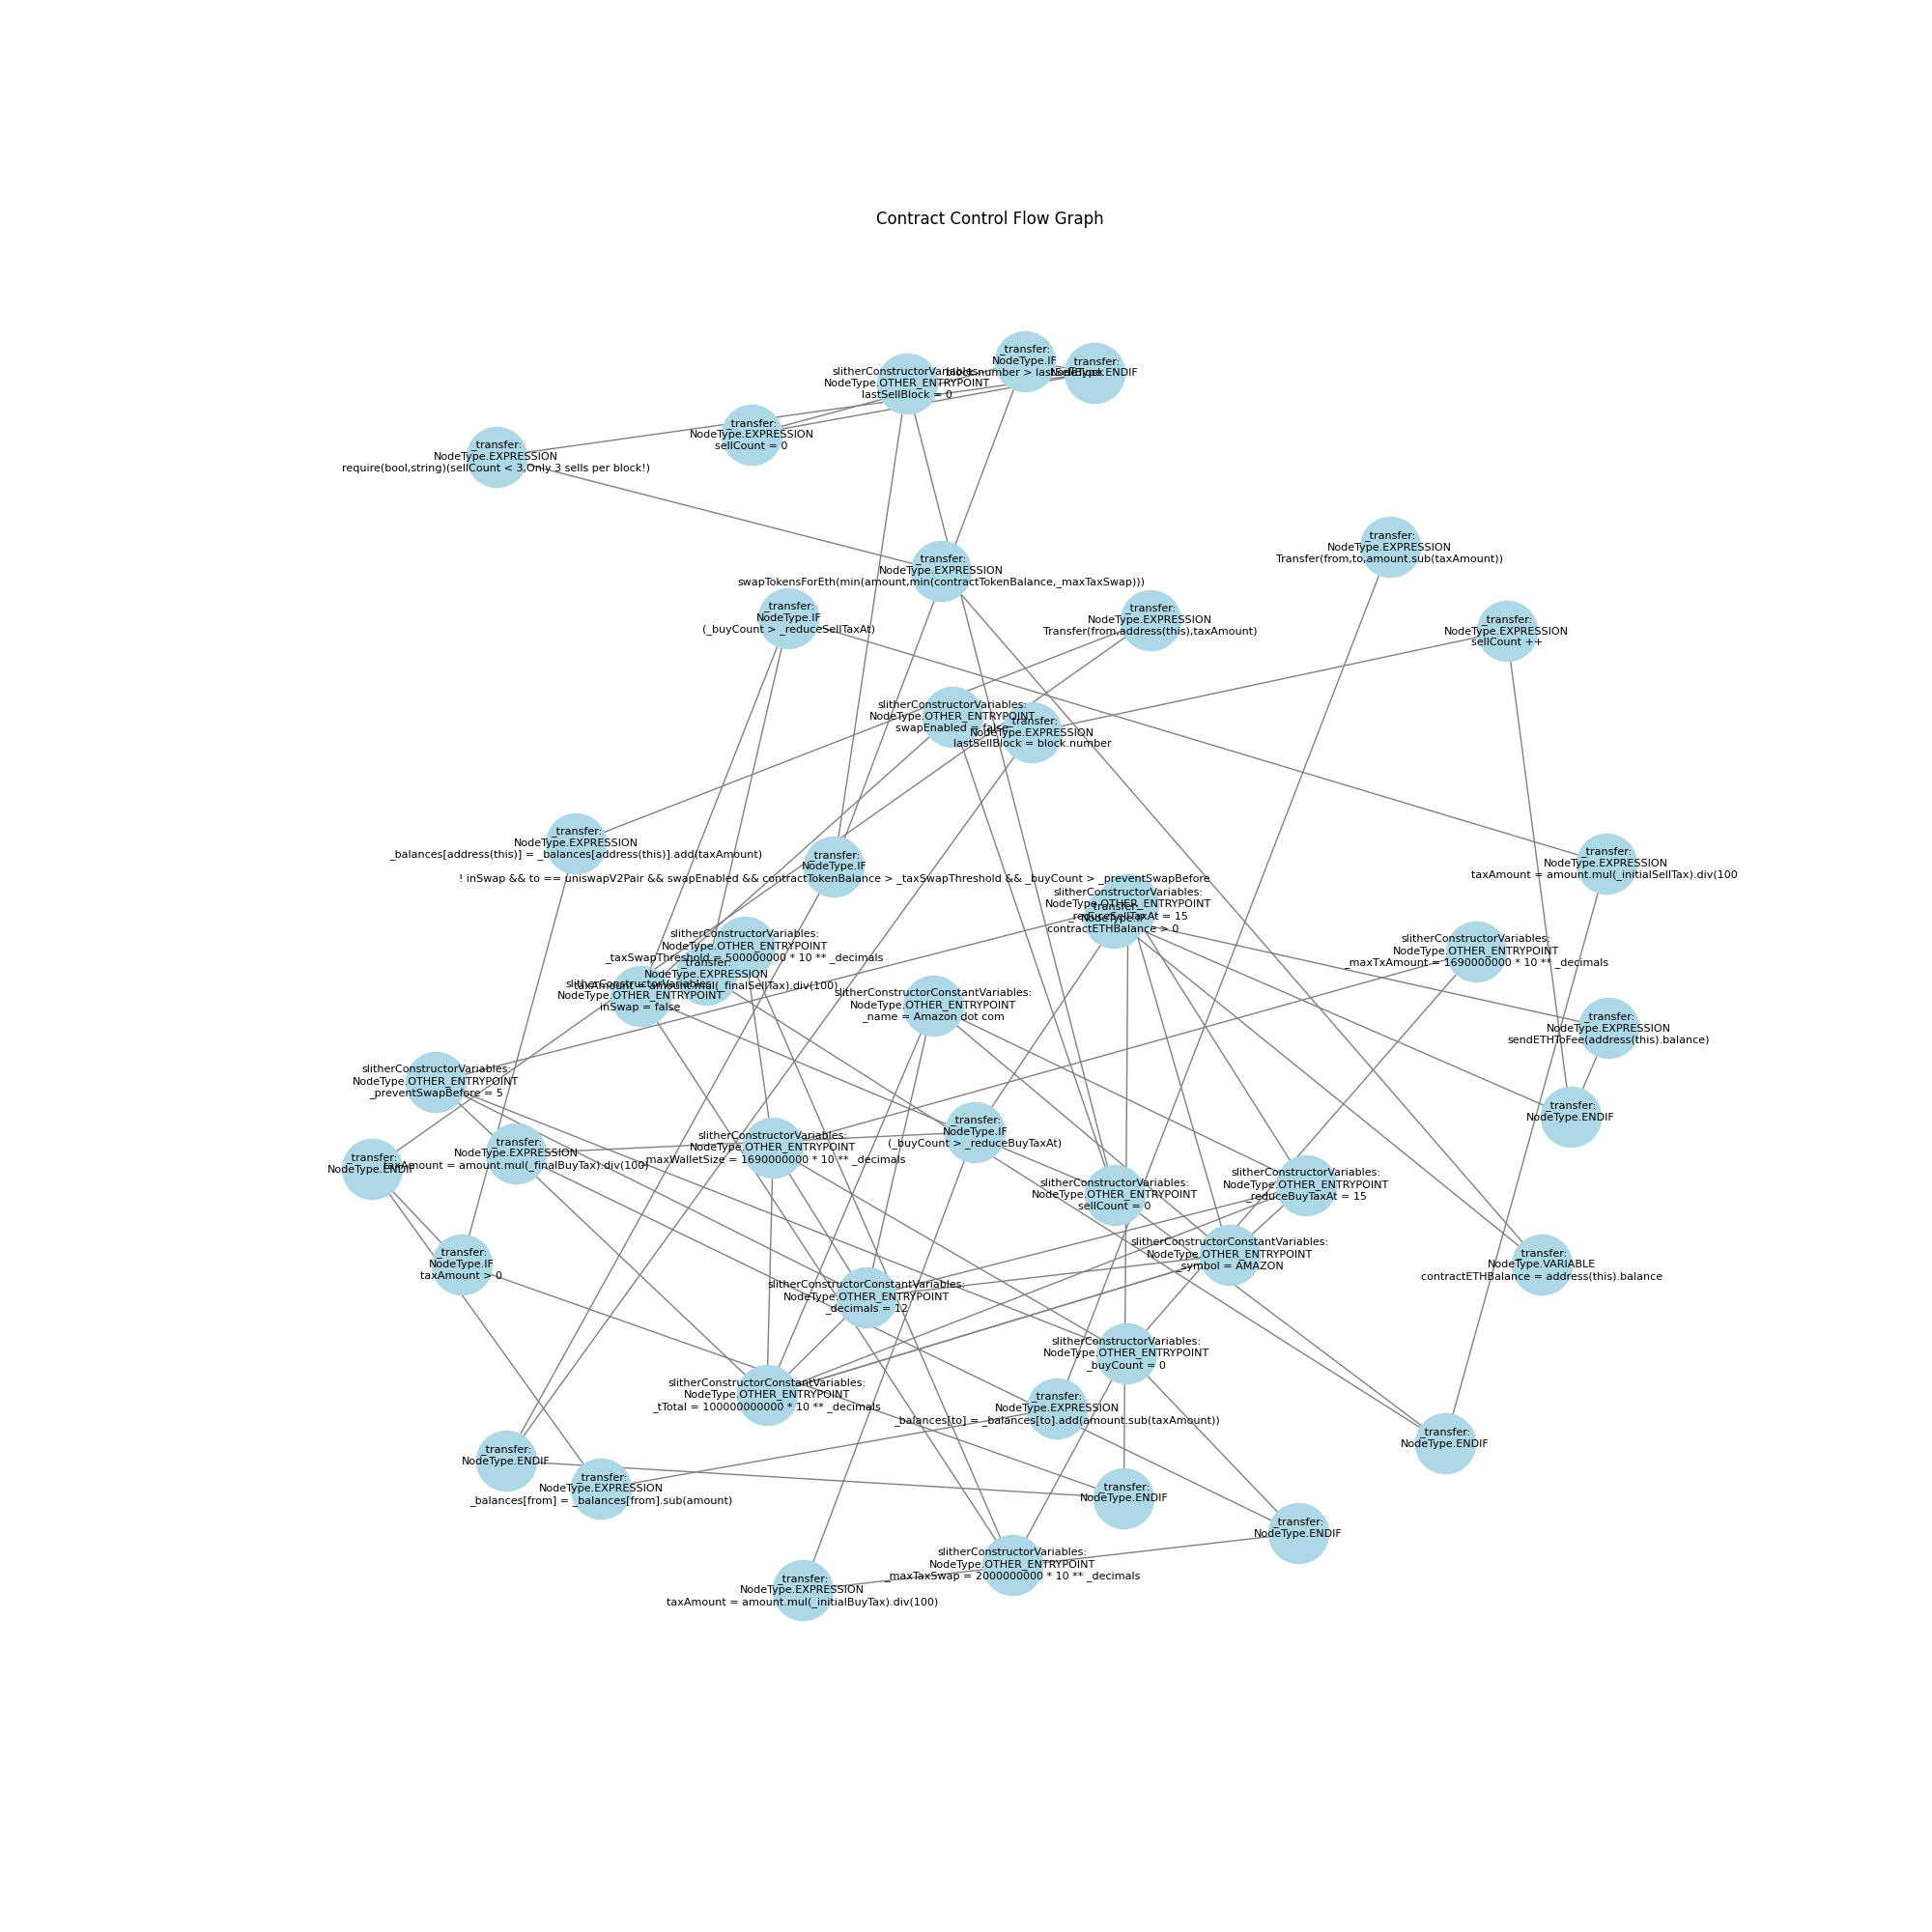 Contract Control Flow Graph
_transfer:
NodeType.IF
block.number > lastSellBlock
_transfer:
NodeType.ENDIF
slitherConstructorVariables:
NodeType.OTHER_ENTRYPOINT
lastSellBlock = 0
_transfer:
NodeType.EXPRESSION
sellCount = 0
_transfer:
NodeType.EXPRESSION
require(bool,string)(sellCount < 3,Only 3 sells per block!)
_transfer:
NodeType.EXPRESSION
Transfer(from,to,amount.sub(taxAmount))
_transfer:
NodeType.EXPRESSION
swapTokensForEth(min(amount,min(contractTokenBalance,_maxTaxSwap)))
_transfer:
NodeType.IF
(_buyCount > _reduceSellTaxAt)
_transfer:
NodeType.EXPRESSION
Transfer(from,address(this),taxAmount)
_transfer:
NodeType.EXPRESSION
sellCount ++
slitherConstructorVariables:
NodeType.OTHER_ENTRYPOINT
swapEnabled = false
_transfer:
NodeType.EXPRESSION
lastSellBlock = block.number
_transfer:
NodeType.EXPRESSION
_balances[address(this)] = _balances[address(this)].add(taxAmount)
_transfer:
NodeType.IF
! inSwap && to == uniswapV2Pair && swapEnabled && contractTokenBalance > _taxSwapThreshold && _buyCount > _preventSwapBefore
_transfer:
NodeType.EXPRESSION
taxAmount = amount.mul(_initialSellTax).div(100
slitherConstructorVariables:
NodeType.OTHER_ENTRYPOINT
_reduceSellTaxAt = 15
_transfer:
NodeType.IF
contractETHBalance > 0
slitherConstructorVariables:
NodeType.OTHER_ENTRYPOINT
_taxSwapThreshold = 500000000 * 10 ** _decimals
slitherConstructorVariables:
NodeType.OTHER_ENTRYPOINT
_maxTxAmount = 1690000000 * 10 ** _decimals
_transfer:
NodeType.EXPRESSION
taxAmount = amount.mul(_finalSellTax).div(100)
slitherConstructorVariables:
NodeType.OTHER_ENTRYPOINT
inSwap = false
slitherConstructorConstantVariables:
NodeType.OTHER_ENTRYPOINT
_name = Amazon dot com
_transfer:
NodeType.EXPRESSION
sendETHToFee(address(this).balance)
slitherConstructorVariables:
NodeType.OTHER_ENTRYPOINT
_preventSwapBefore = 5
_transfer:
NodeType.ENDIF
_transfer:
NodeType.IF
(_buyCount > _reduceBuyTaxAt)
slitherConstructorVariables:
NodeType.OTHER_ENTRYPOINT
_maxWalletSize = 1690000000 * 10 ** _decimals
_transfer:
NodeType.EXPRESSION
taxAmount = amount.mul(_finalBuyTax).div(100)
_transfer:
NodeType.ENDIF
slitherConstructorVariables:
NodeType.OTHER_ENTRYPOINT
_reduceBuyTaxAt = 15
slitherConstructorVariables:
NodeType.OTHER_ENTRYPOINT
sellCount = 0
_transfer:
NodeType.IF
taxAmount > 0
slitherConstructorConstantVariables:
NodeType.OTHER_ENTRYPOINT
_symbol = AMAZON
_transfer:
NodeType.VARIABLE
contractETHBalance = address(this).balance
slitherConstructorConstantVariables:
NodeType.OTHER_ENTRYPOINT
_decimals = 12
slitherConstructorVariables:
NodeType.OTHER_ENTRYPOINT
_buyCount = 0
slitherConstructorConstantVariables:
NodeType.OTHER_ENTRYPOINT
_tTotal = 100000000000 * 10 ** _decimals
_transfer:
NodeType.EXPRESSION
_balances[to] = _balances[to].add(amount.sub(taxAmount))
_transfer:
NodeType.ENDIF
_transfer:
NodeType.ENDIF
_transfer:
NodeType.EXPRESSION
_balances[from] = _balances[from].sub(amount)
_transfer:
NodeType.ENDIF
_transfer:
NodeType.ENDIF
slitherConstructorVariables:
NodeType.OTHER_ENTRYPOINT
_maxTaxSwap = 2000000000 * 10 ** _decimals
_transfer:
NodeType.EXPRESSION
taxAmount = amount.mul(_initialBuyTax).div(100)